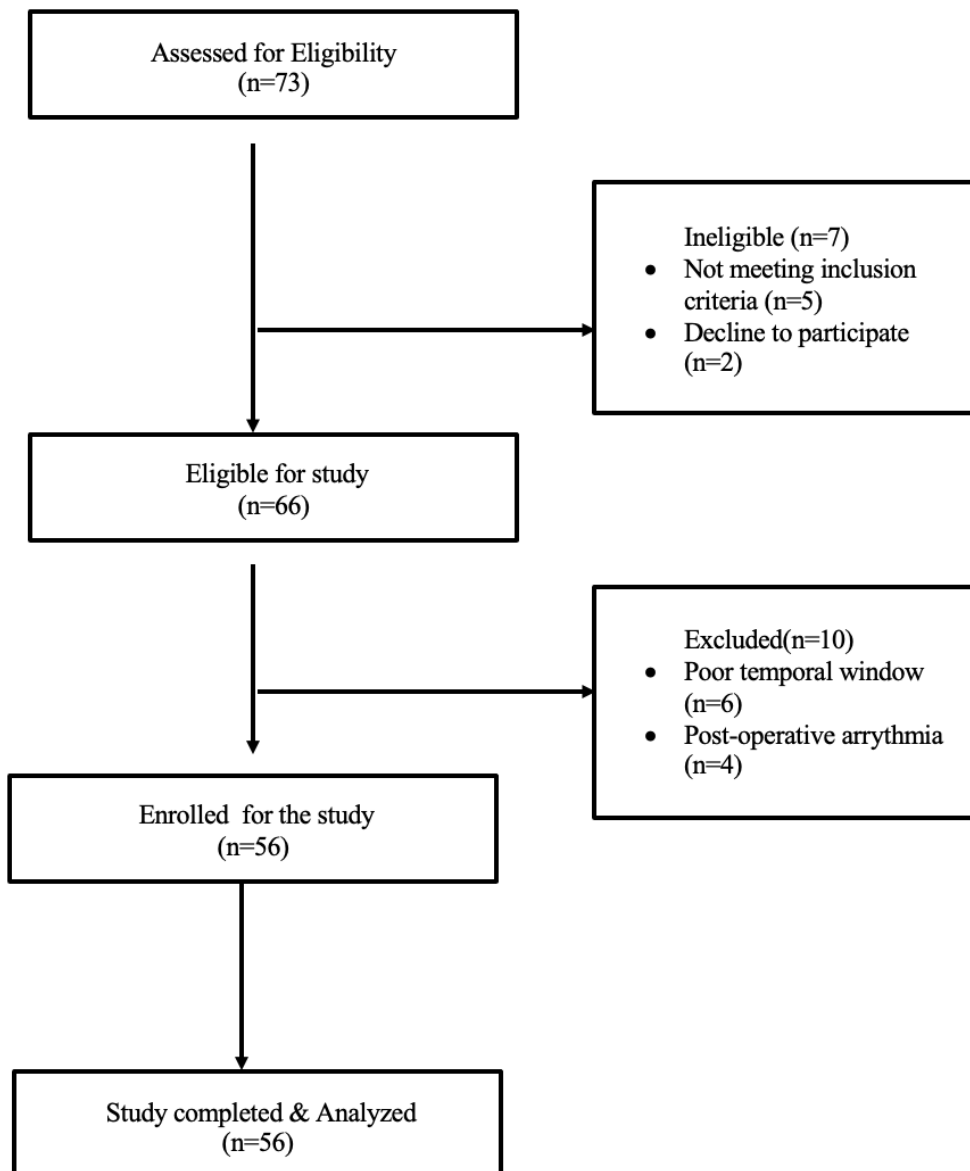 Assessed for Eligibility
(n=73)
Ineligible (n=7)
• Not meeting inclusion
criteria (n=5)
• Decline to participate
(n=2)
Eligible for study
(n=66)
Excluded(n=10)
• Poor temporal window
(n=6)
• Post-operative arrythmia
(n=4)
Enrolled for the study
(n=56)
Study completed & Analyzed
(n=56)